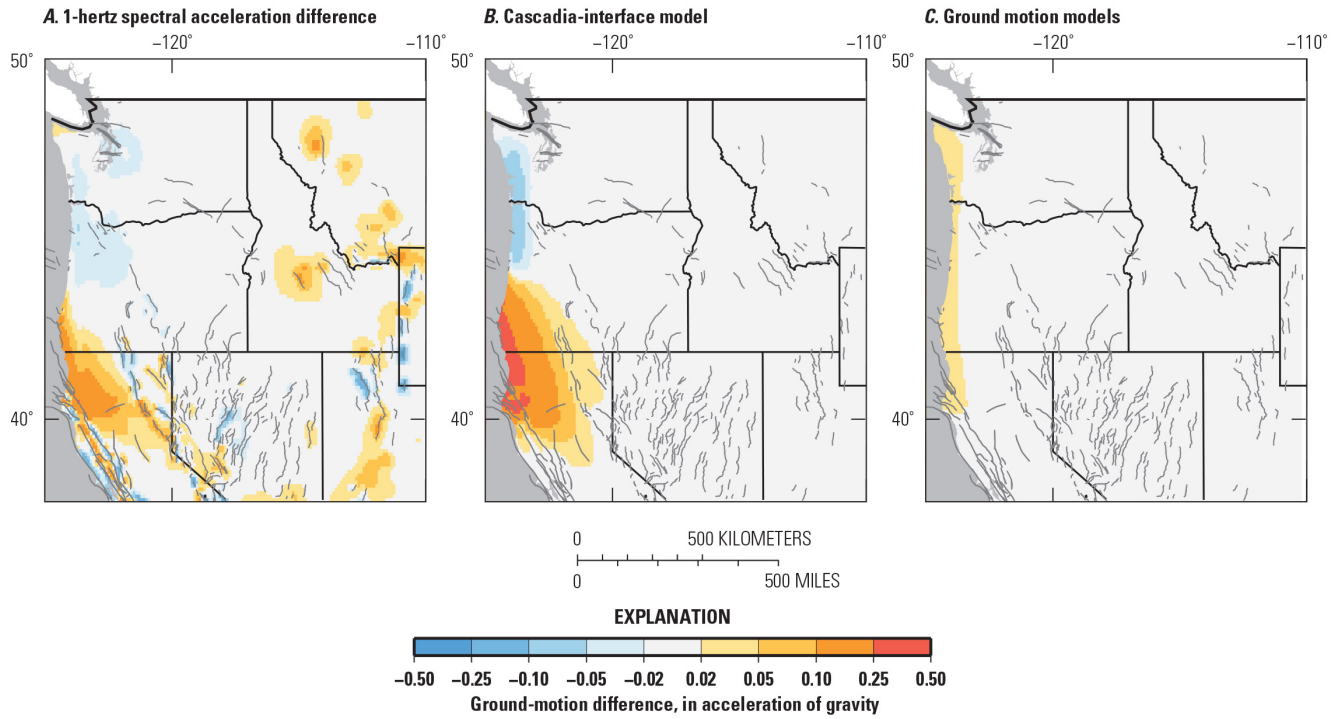 A. 1-hertz spectral acceleration difference
B. Cascadia-interface model
C. Ground motion models
−120° −110°
−120° −110°
−120° −110°
50°
50°
50°
40°
40°
40°
0 500 KILOMETERS
0 500 MILES
EXPLANATION
−0.50 −0.25 −0.10 −0.05 −0.02 0.02 0.05 0.10 0.25 0.50
Ground-motion difference, in acceleration of gravity